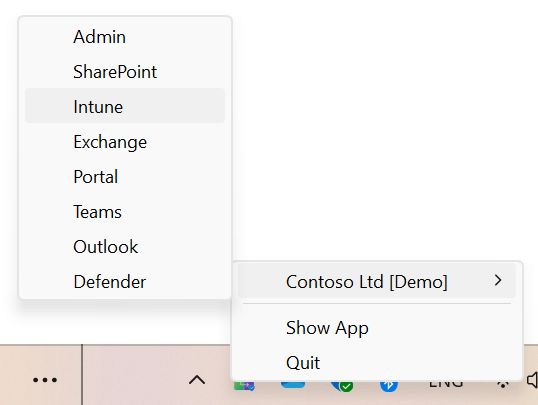 Admin
SharePoint
Intune
Exchange
Portal
Teams
Outlook
Defender
Contoso Ltd [Demo]
Show App
Quit
ENG